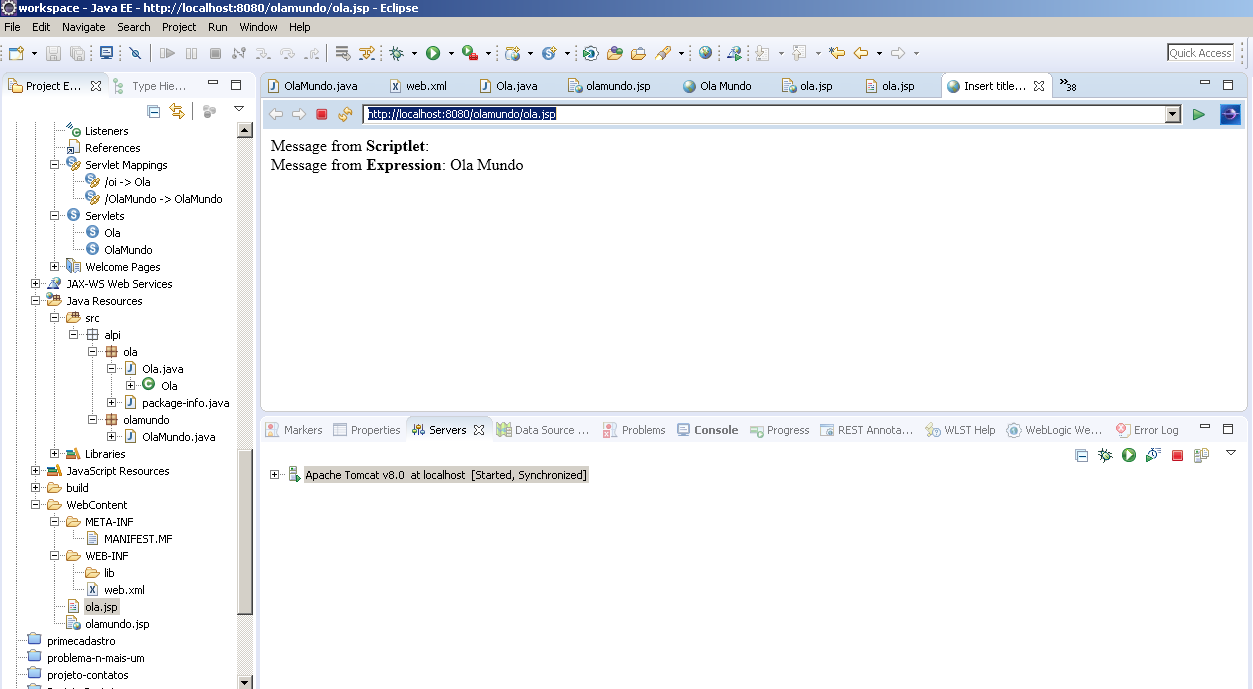 workspace - Java EE - http://localhost:8080/olamundo/ola.jsp - Eclipse
File Edit Navigate Search Project Run Window Help
Quick Access
Project E... Type Hie...
Listeners
References
Servlet Mappings
/oi -> Ola
/OlaMundo -> OlaMundo
Servlets
Ola
OlaMundo
Welcome Pages
JAX-WS Web Services
Java Resources
src
alpi
ola
Ola.java
Ola
package-info.java
olamundo
OlaMundo.java
Libraries
JavaScript Resources
build
WebContent
META-INF
MANIFEST.MF
WEB-INF
lib
web.xml
ola.jsp
olamundo.jsp
primecadastro
problema-n-mais-um
projeto-contatos
OlaMundo.java web.xml Ola.java olamundo.jsp Ola Mundo ola.jsp ola.jsp Insert title... 38
http://localhost:8080/olamundo/ola.jsp
Message from Scriptlet:
Message from Expression: Ola Mundo
Markers Properties Servers Data Source ... Problems Console Progress REST Annota... WLST Help WebLogic We... Error Log
Apache Tomcat v8.0 at localhost [Started, Synchronized]